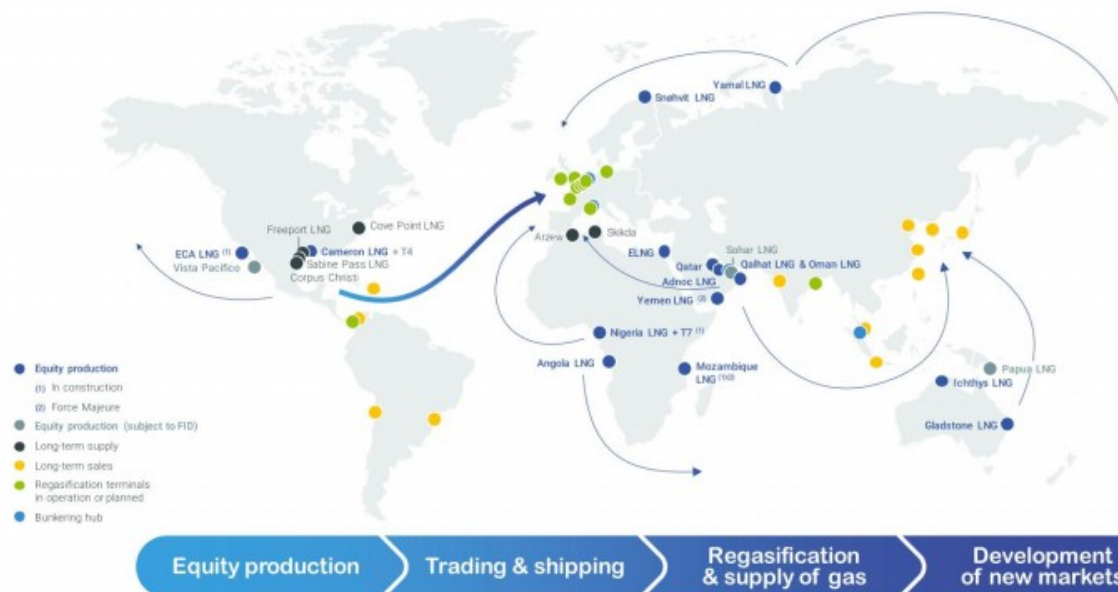 Yamal LNG
Snøhvit LNG
Freeport LNG
Cove Point LNG
ECA LNG (1)
Cameron LNG + T4
Vista Pacifico
Sabine Pass LNG
Corpus Christi
Arzew
Skikda
ELNG
Sohar LNG
Qatar
Qalhat LNG & Oman LNG
Adnoc LNG
Yemen LNG (2)
Nigeria LNG + T7 (1)
Angola LNG
Mozambique
LNG (1)(2)
Papua LNG
Ichthys LNG
Gladstone LNG
Equity production
(1) In construction
(2) Force Majeure
Equity production (subject to FID)
Long-term supply
Long-term sales
Regasification terminals
in operation or planned
Bunkering hub
Equity production
Trading & shipping
Regasification
& supply of gas
Development
of new markets